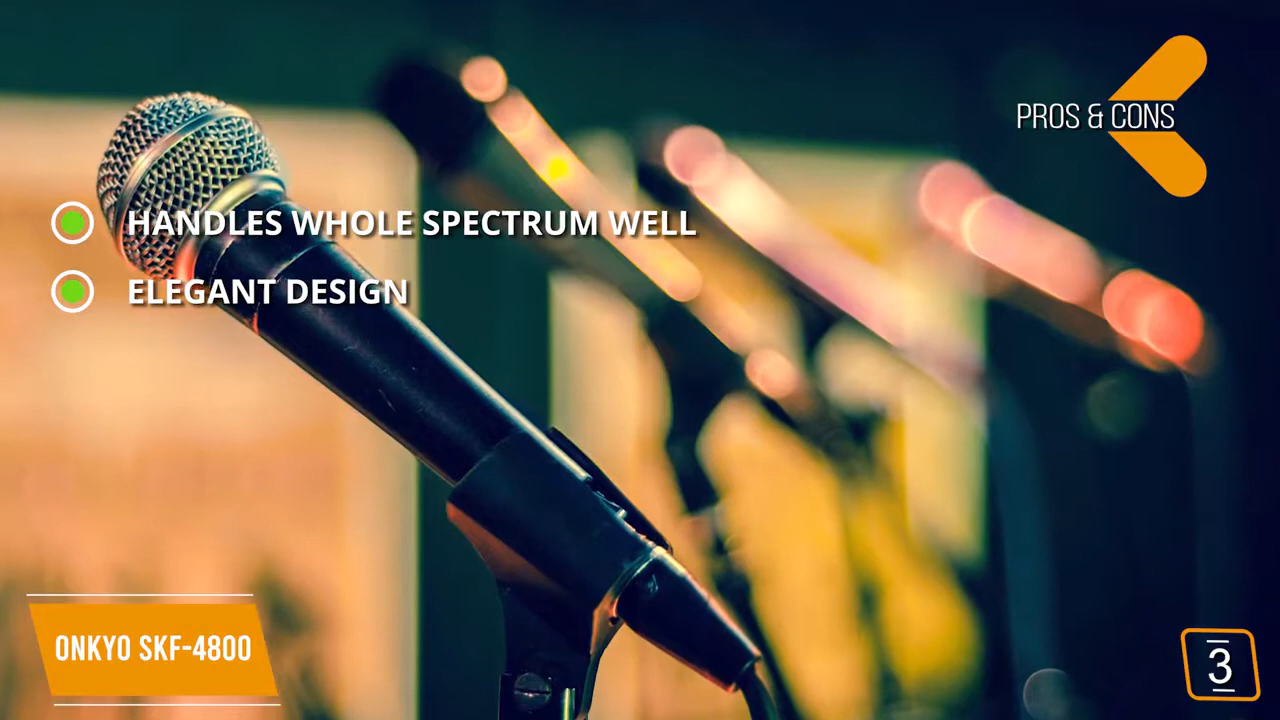 PROS & CONS
HANDLES WHOLE SPECTRUM WELL
ELEGANT DESIGN
ONKYO SKF-4800
3